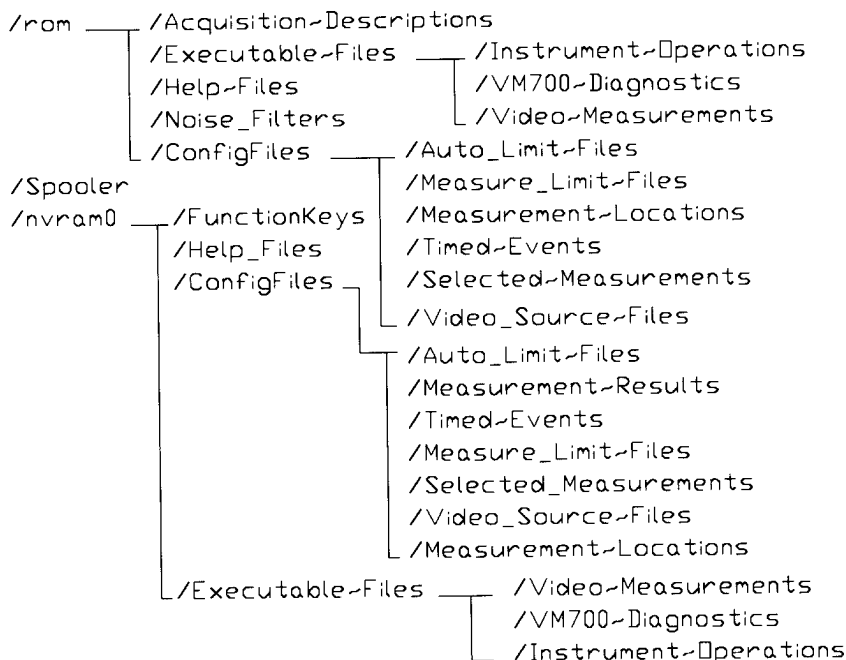 /rom /Acquisition~Descriptions
/Executable~Files /Instrument~Operations
/Help~Files /VM700~Diagnostics
/Noise_Filters /Video~Measurements
/ConfigFiles /Auto_Limit~Files
/Spooler /Measure_Limit~Files
/nvram0 /FunctionKeys /Measurement~Locations
/Help_Files /Timed~Events
/ConfigFiles /Selected~Measurements
/Video_Source~Files
/Auto_Limit~Files
/Measurement~Results
/Timed~Events
/Measure_Limit~Files
/Selected_Measurements
/Video_Source~Files
/Measurement~Locations
/Executable~Files /Video~Measurements
/VM700~Diagnostics
/Instrument~Operations